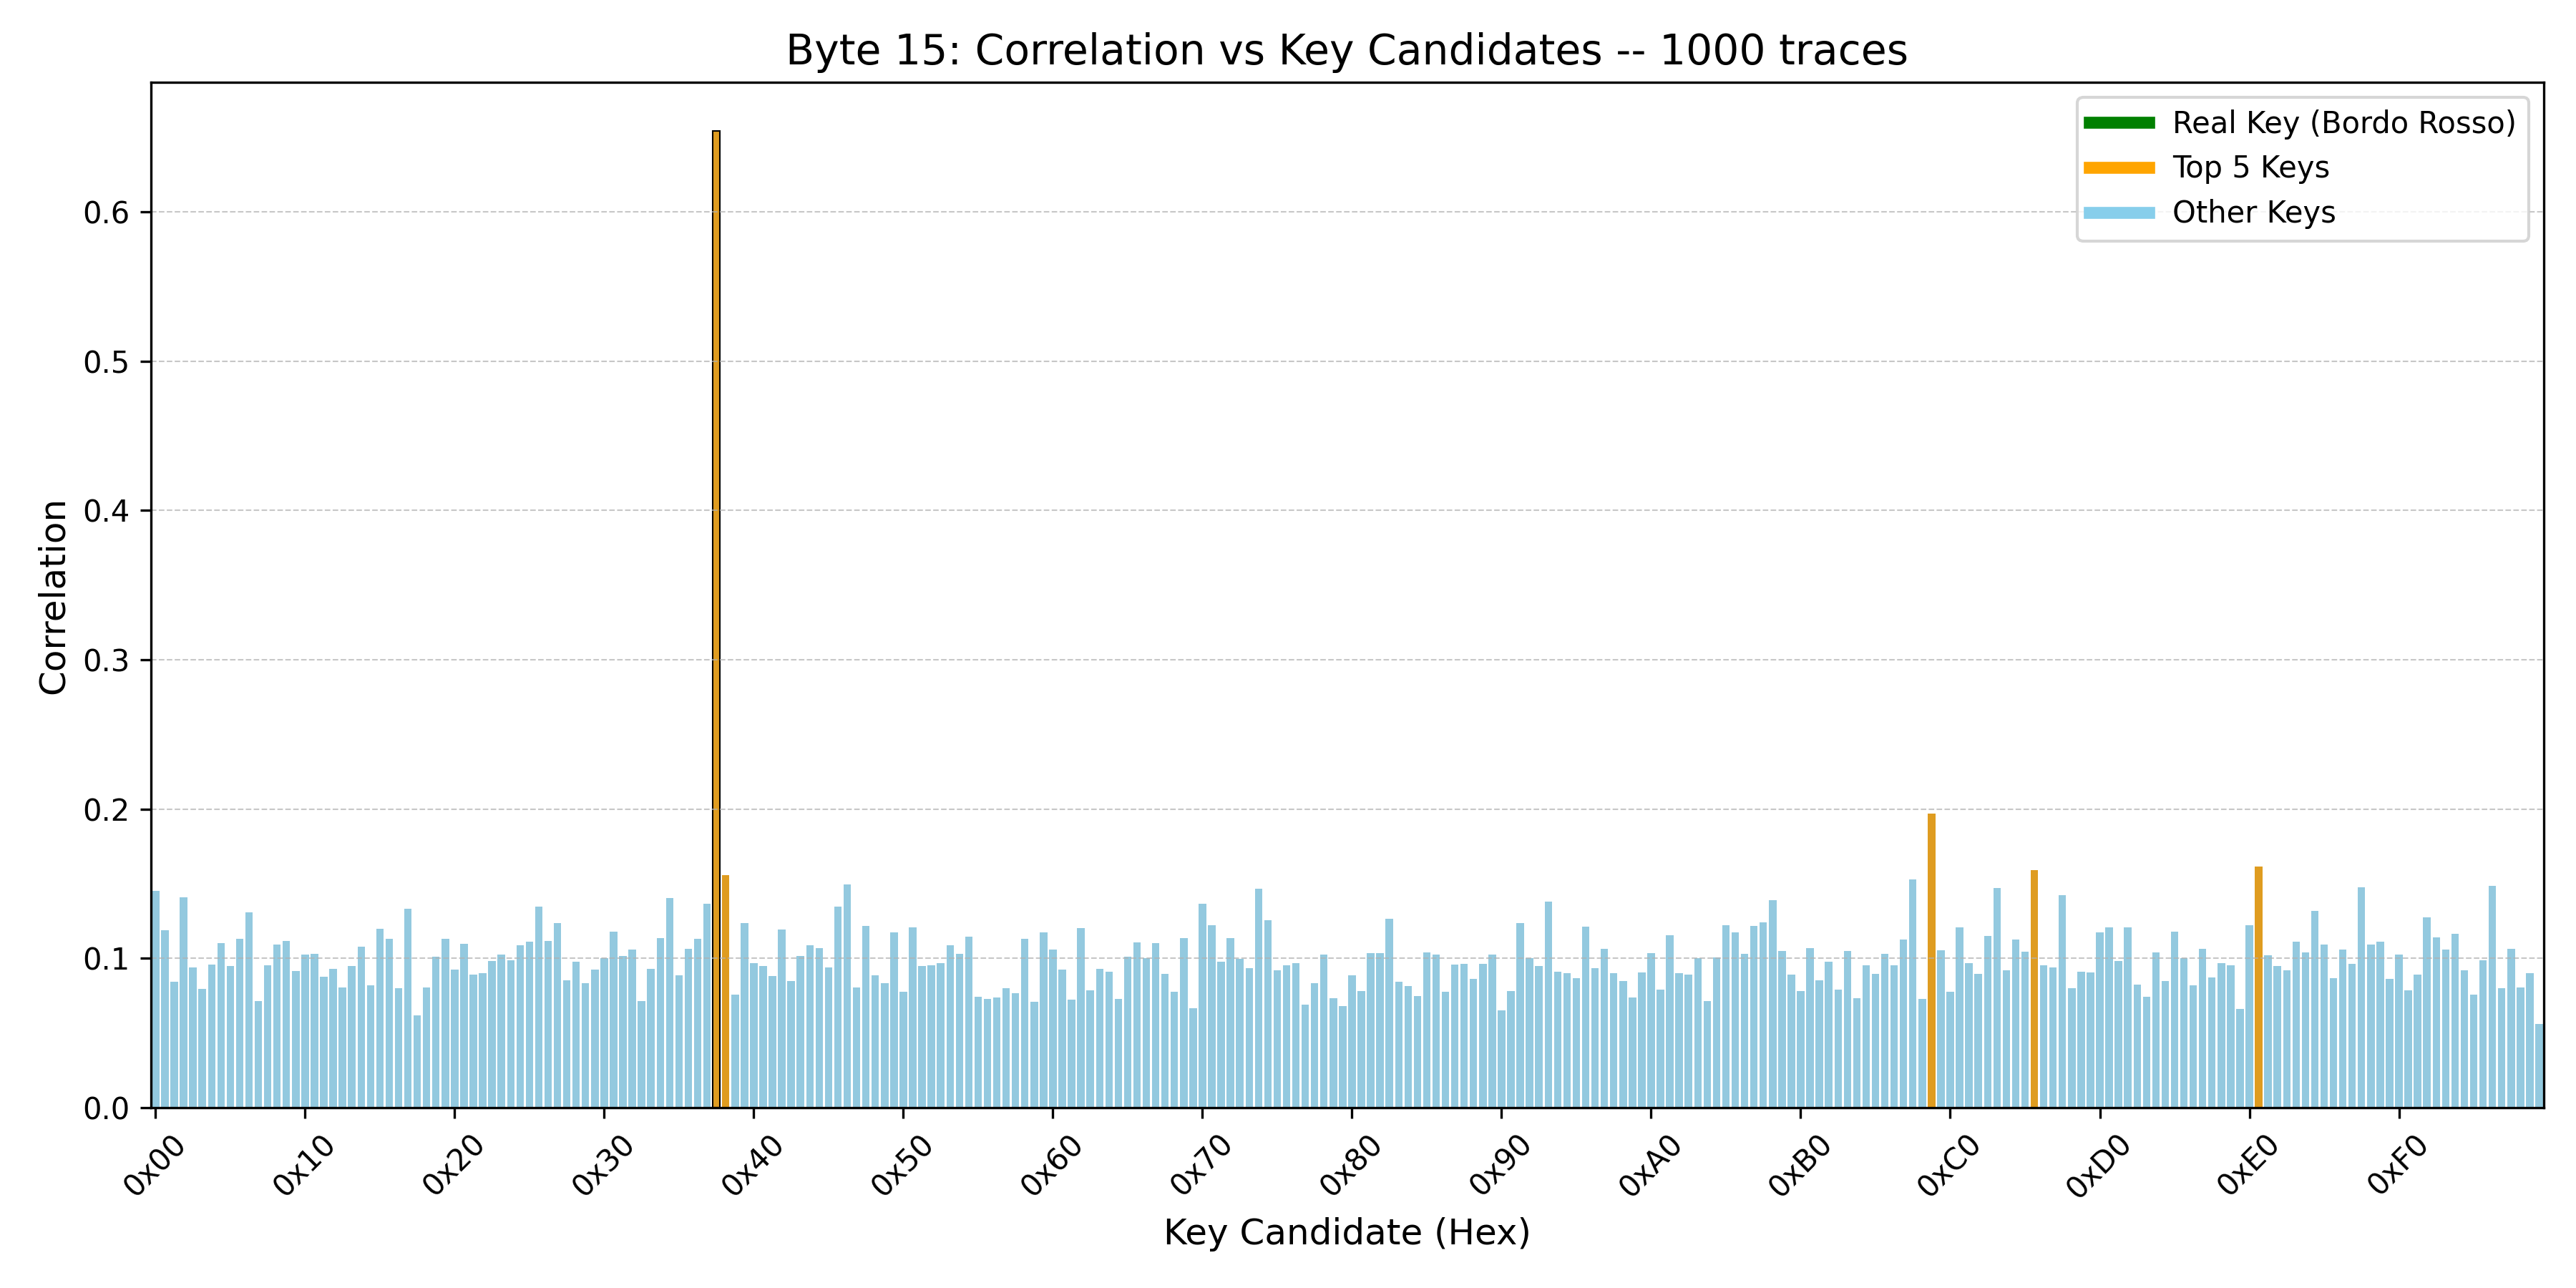 Byte 15: Correlation vs Key Candidates -- 1000 traces
Real Key (Bordo Rosso)
Top 5 Keys
Other Keys
Correlation
0.6
0.5
0.4
0.3
0.2
0.1
0.0
0x00 0x10 0x20 0x30 0x40 0x50 0x60 0x70 0x80 0x90 0xA0 0xB0 0xC0 0xD0 0xE0 0xF0
Key Candidate (Hex)